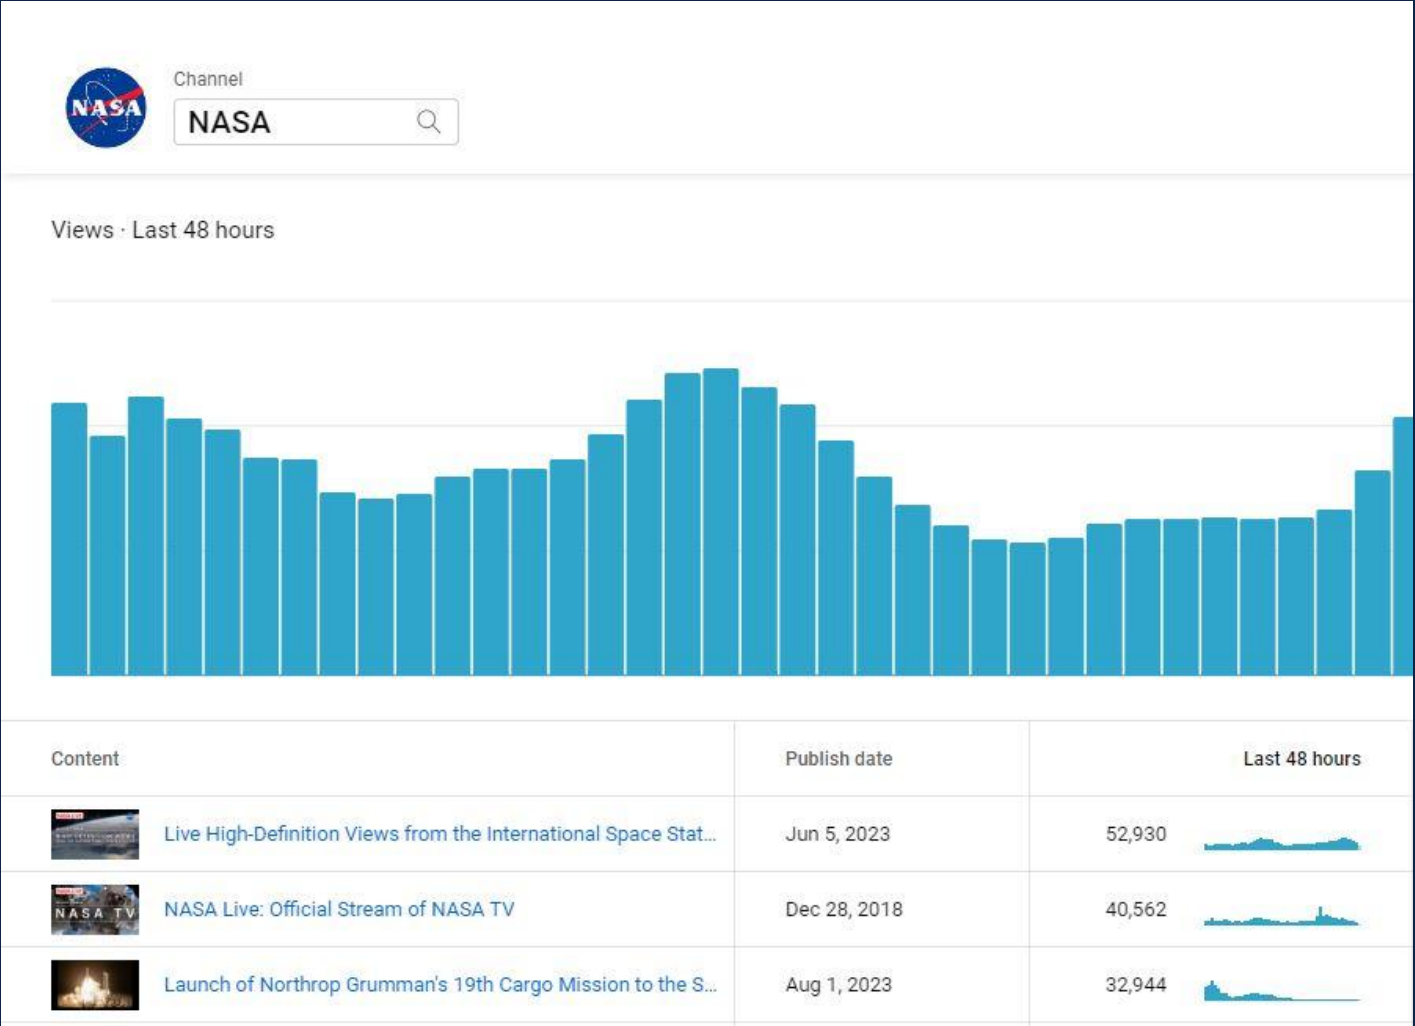 NASA
Channel
NASA
Views · Last 48 hours
Content Publish date Last 48 hours
Live High-Definition Views from the International Space Stat... Jun 5, 2023 52,930
NASA TV
NASA Live: Official Stream of NASA TV Dec 28, 2018 40,562
Launch of Northrop Grumman's 19th Cargo Mission to the S... Aug 1, 2023 32,944